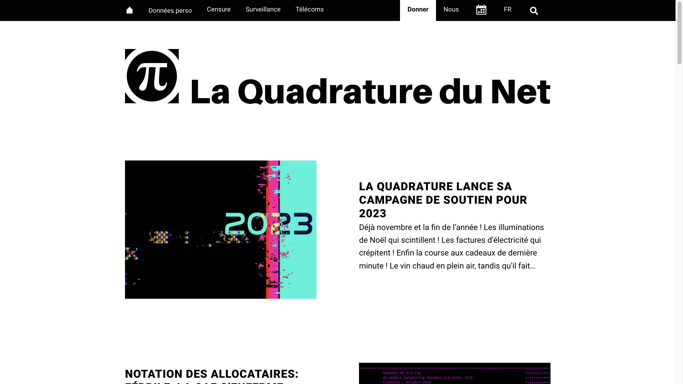 Données perso Censure Surveillance Télécoms Donner Nous FR
π
La Quadrature du Net
2023
LA QUADRATURE LANCE SA
CAMPAGNE DE SOUTIEN POUR
2023
Déjà novembre et la fin de l'année ! Les illuminations
de Noël qui scintillent ! Les factures d'électricité qui
crépitent ! Enfin la course aux cadeaux de dernière
minute ! Le vin chaud en plein air, tandis qu'il fait…
NOTATION DES ALLOCATAIRES: